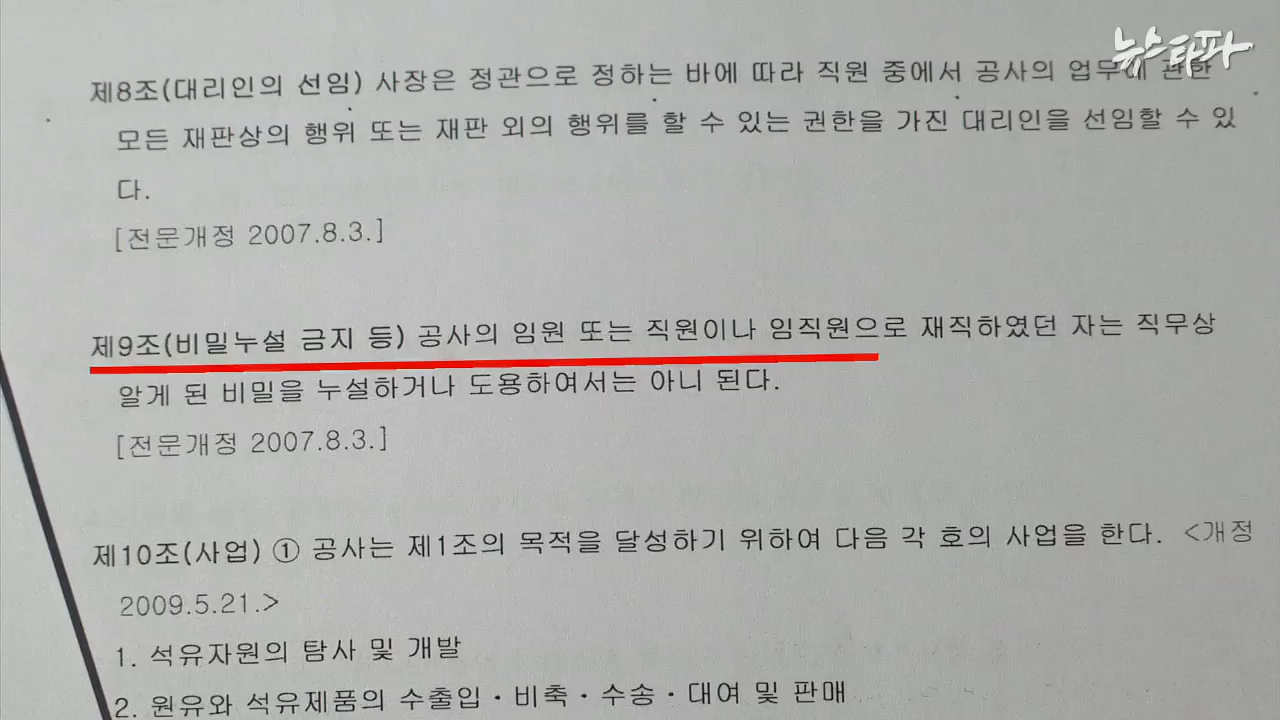 뉴스타파
제8조(대리인의 선임) 사장은 정관으로 정하는 바에 따라 직원 중에서 공사의 업무에 관한
모든 재판상의 행위 또는 재판 외의 행위를 할 수 있는 권한을 가진 대리인을 선임할 수 있
다.
[전문개정 2007.8.3.]
제9조(비밀누설 금지 등) 공사의 임원 또는 직원이나 임직원으로 재직하였던 자는 직무상
알게 된 비밀을 누설하거나 도용하여서는 아니 된다.
[전문개정 2007.8.3.]
제10조(사업) ① 공사는 제1조의 목적을 달성하기 위하여 다음 각 호의 사업을 한다. <개정
2009.5.21.>
1. 석유자원의 탐사 및 개발
2. 원유와 석유제품의 수출입ㆍ비축ㆍ수송ㆍ대여 및 판매